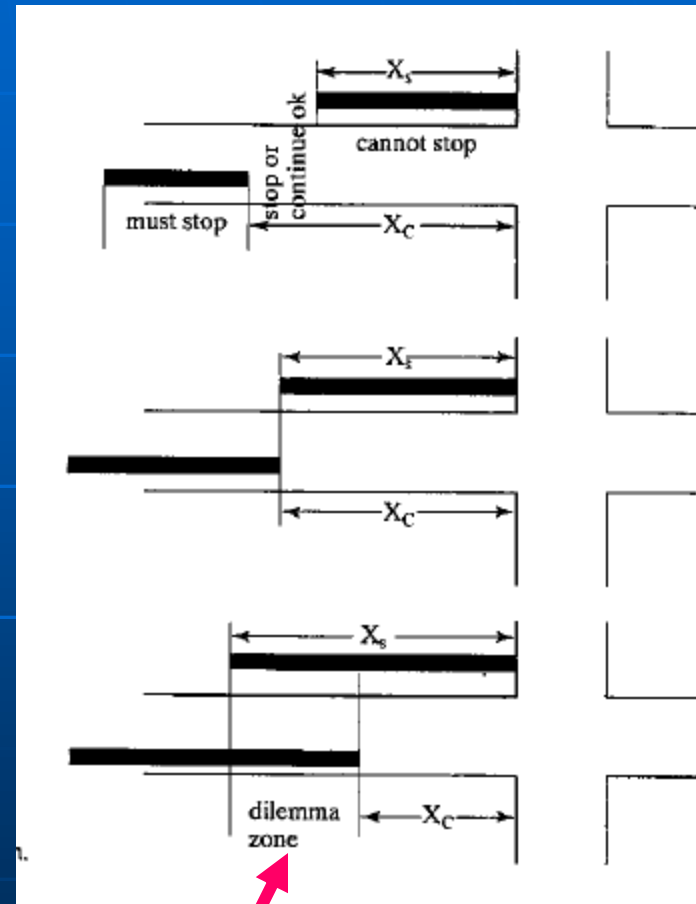 Xs
stop or
continue ok
cannot stop
must stop
XC
Xs
XC
Xs
dilemma
zone
XC